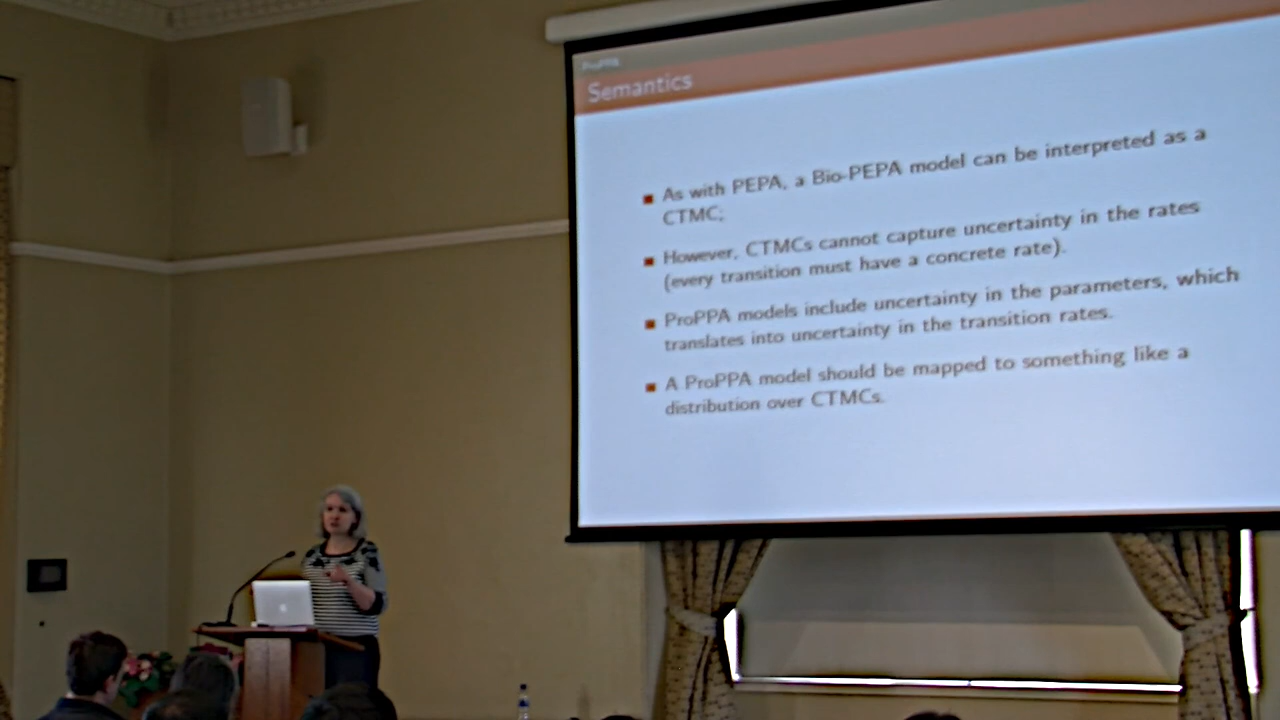 ProPPA
Semantics
As with PEPA, a Bio-PEPA model can be interpreted as a
CTMC;
However, CTMCs cannot capture uncertainty in the rates
(every transition must have a concrete rate).
ProPPA models include uncertainty in the parameters, which
translates into uncertainty in the transition rates.
A ProPPA model should be mapped to something like a
distribution over CTMCs.